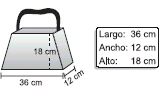 18 cm
36 cm
12 cm
Largo: 36 cm
Ancho: 12 cm
Alto: 18 cm